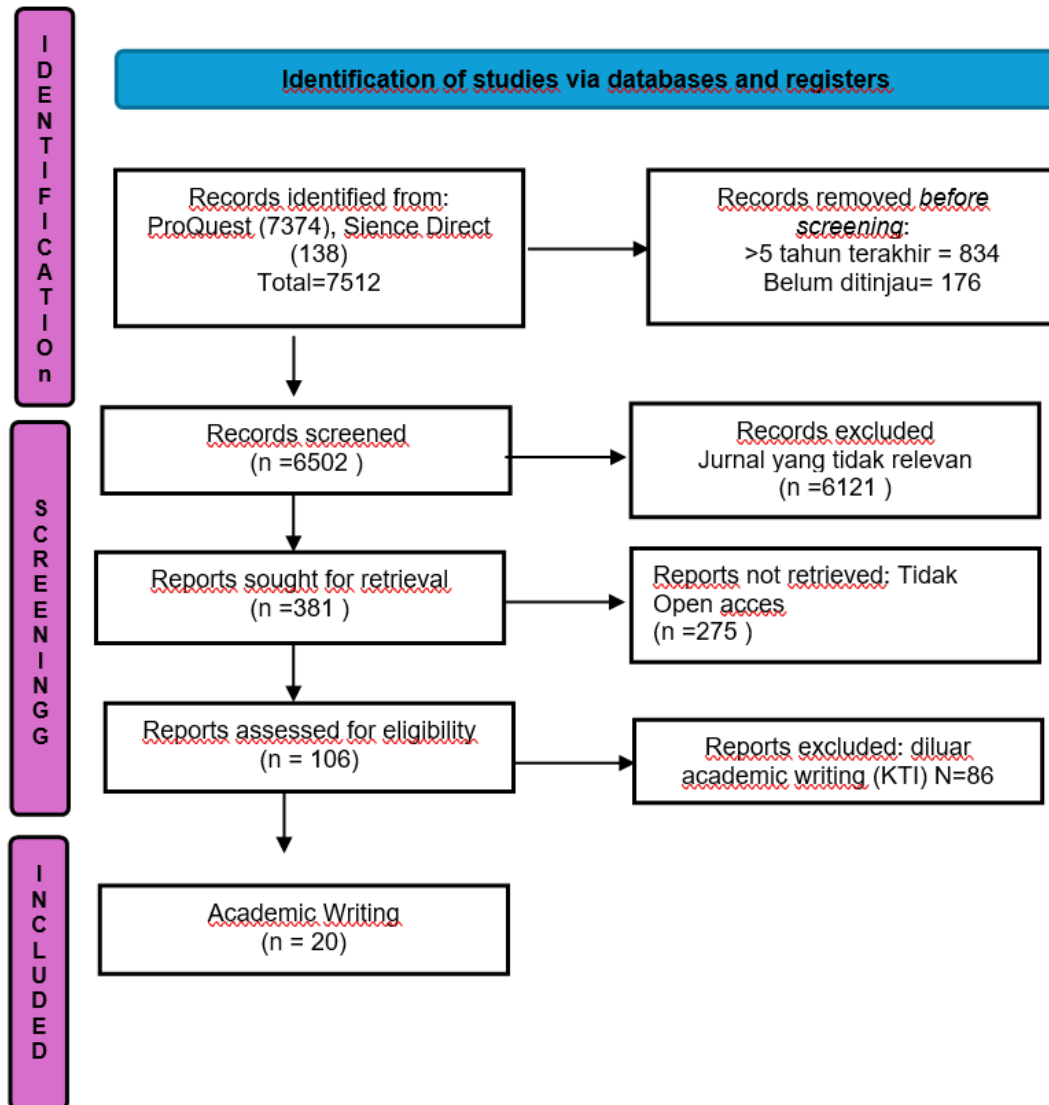 IDENTIFICATIOn
Identification of studies via databases and registers
Records identified from:
ProQuest (7374), Sience Direct
(138)
Total=7512
Records removed before
screening:
>5 tahun terakhir = 834
Belum ditinjau= 176
SCREENINGG
Records screened
(n =6502 )
Records excluded
Jurnal yang tidak relevan
(n =6121 )
Reports sought for retrieval
(n =381 )
Reports not retrieved: Tidak
Open acces
(n =275 )
Reports assessed for eligibility
(n = 106)
Reports excluded: diluar
academic writing (KTI) N=86
INCLUDED
Academic Writing
(n = 20)